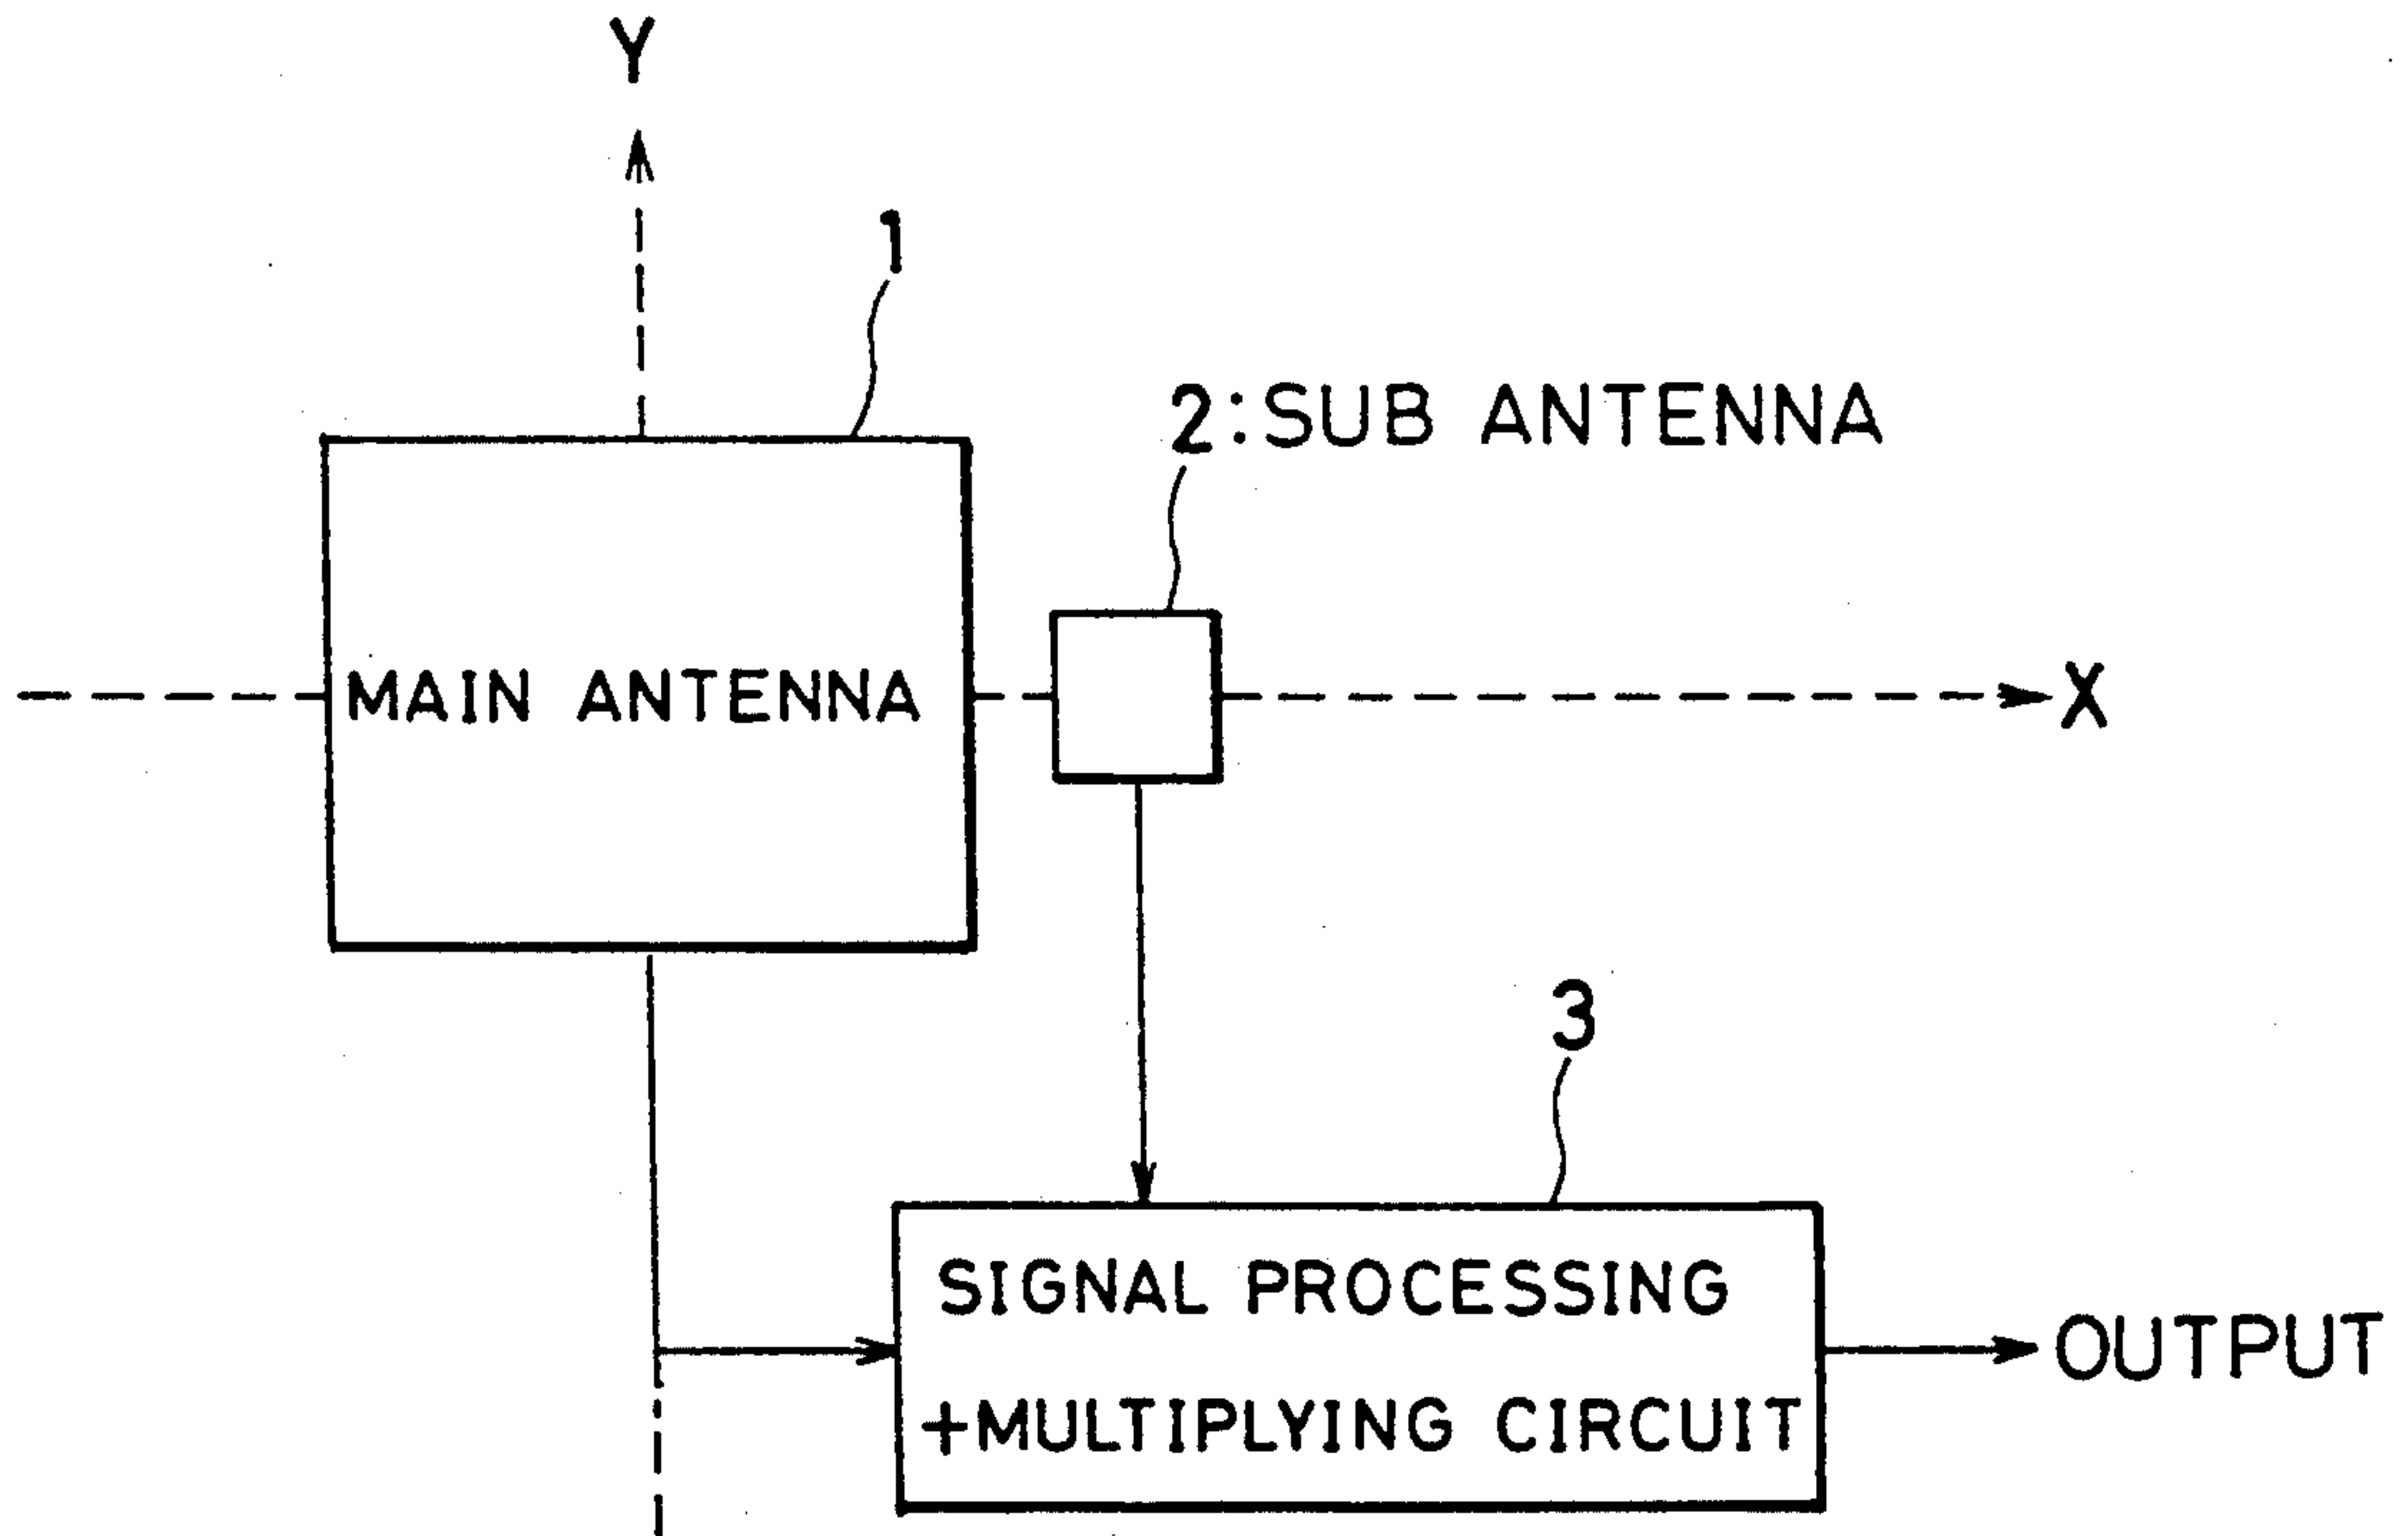 Y
1
2:SUB ANTENNA
MAIN ANTENNA
X
3
SIGNAL PROCESSING
+MULTIPLYING CIRCUIT
OUTPUT